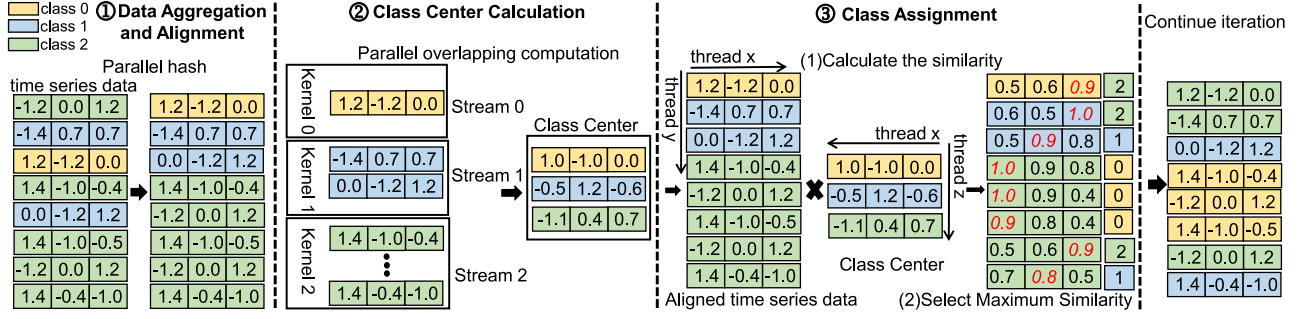 class 0
class 1
class 2
① Data Aggregation
and Alignment
Parallel hash
time series data
-1.2 0.0 1.2
-1.4 0.7 0.7
1.2 -1.2 0.0
1.4 -1.0 -0.4
0.0 -1.2 1.2
1.4 -1.0 -0.5
-1.2 0.0 1.2
1.4 -0.4 -1.0
1.2 -1.2 0.0
-1.4 0.7 0.7
0.0 -1.2 1.2
1.4 -1.0 -0.4
-1.2 0.0 1.2
1.4 -1.0 -0.5
-1.2 0.0 1.2
1.4 -0.4 -1.0
② Class Center Calculation
Parallel overlapping computation
Kernel 0
1.2 -1.2 0.0
Stream 0
Kernel 1
-1.4 0.7 0.7
0.0 -1.2 1.2
Stream 1
Kernel 2
1.4 -1.0 -0.4
1.4 -0.4 -1.0
Stream 2
Class Center
1.0 -1.0 0.0
-0.5 1.2 -0.6
-1.1 0.4 0.7
③ Class Assignment
thread x
thread y
1.2 -1.2 0.0
-1.4 0.7 0.7
0.0 -1.2 1.2
1.4 -1.0 -0.4
-1.2 0.0 1.2
1.4 -1.0 -0.5
-1.2 0.0 1.2
1.4 -0.4 -1.0
Aligned time series data
(1)Calculate the similarity
thread x
thread z
1.0 -1.0 0.0
-0.5 1.2 -0.6
-1.1 0.4 0.7
Class Center
0.5 0.6 0.9 2
0.6 0.5 1.0 2
0.5 0.9 0.8 1
1.0 0.9 0.8 0
1.0 0.9 0.4 0
0.9 0.8 0.4 0
0.5 0.6 0.9 2
0.7 0.8 0.5 1
(2)Select Maximum Similarity
Continue iteration
1.2 -1.2 0.0
-1.4 0.7 0.7
0.0 -1.2 1.2
1.4 -1.0 -0.4
-1.2 0.0 1.2
1.4 -1.0 -0.5
-1.2 0.0 1.2
1.4 -0.4 -1.0